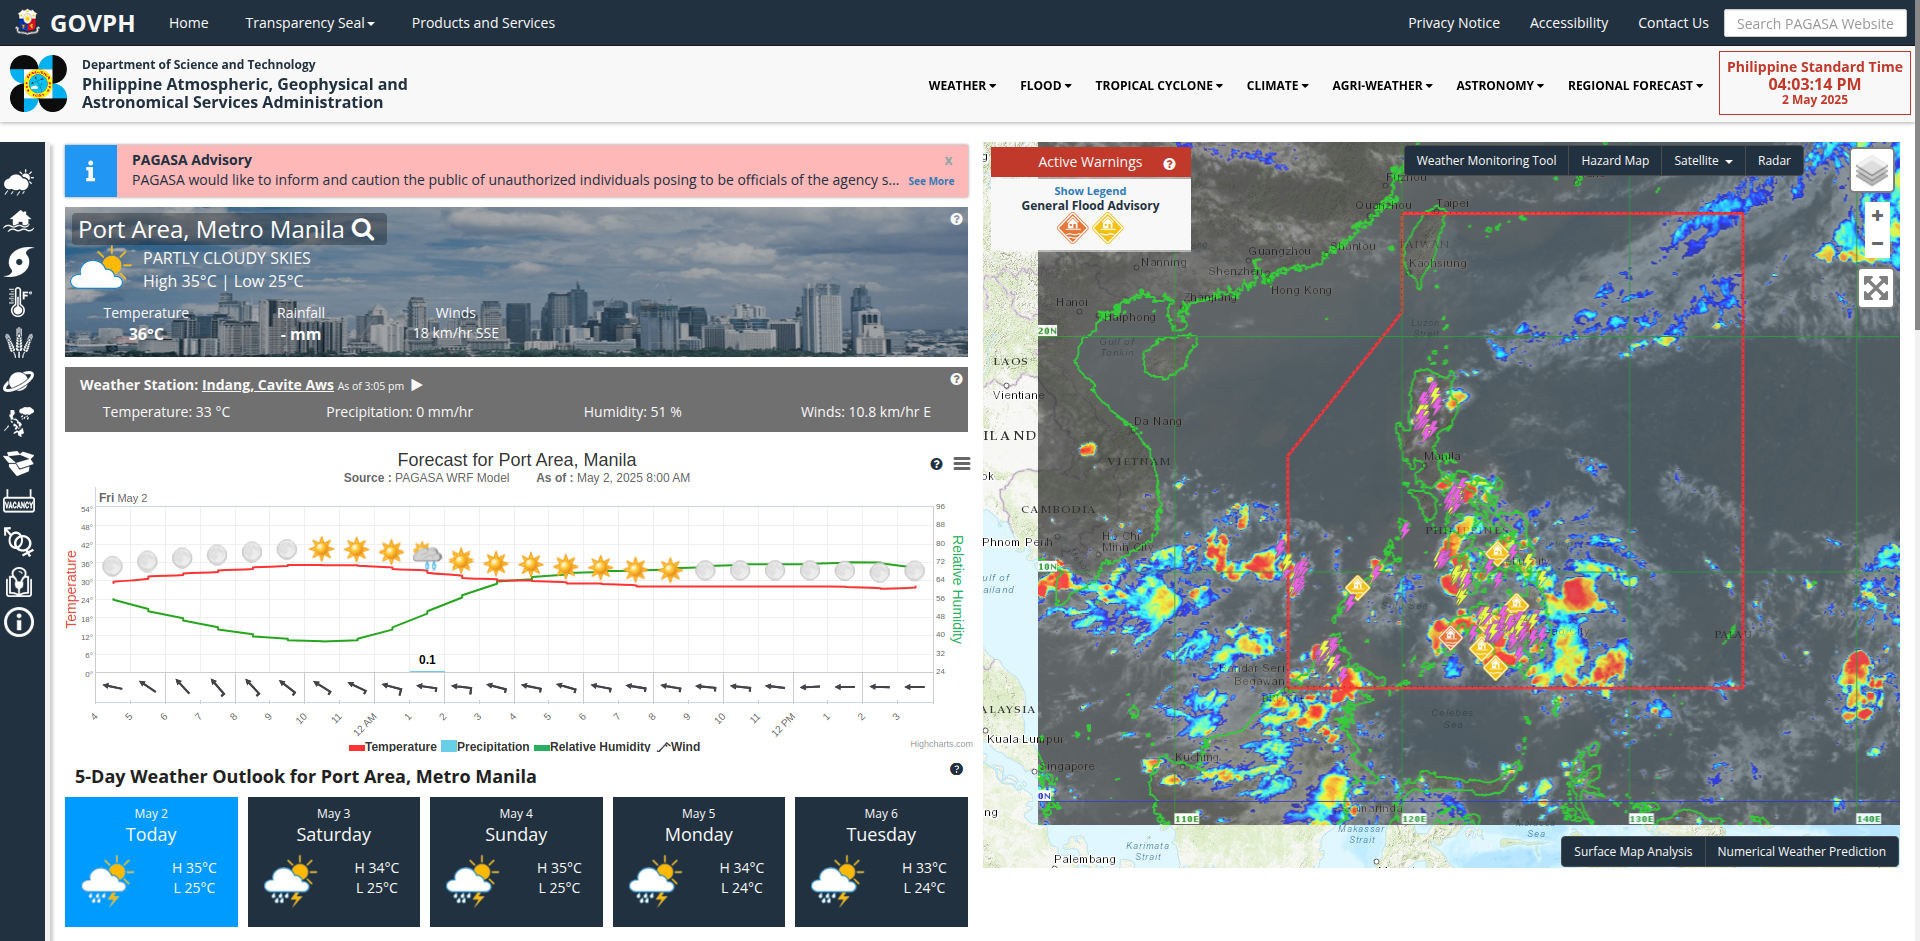 GOVPH Home Transparency Seal Products and Services Privacy Notice Accessibility Contact Us Search PAGASA Website
Department of Science and Technology
Philippine Atmospheric, Geophysical and
Astronomical Services Administration
WEATHER FLOOD TROPICAL CYCLONE CLIMATE AGRI-WEATHER ASTRONOMY REGIONAL FORECAST
Philippine Standard Time
04:03:14 PM
2 May 2025
VACANCY
PAGASA Advisory x
PAGASA would like to inform and caution the public of unauthorized individuals posing to be officials of the agency s... See More
Port Area, Metro Manila
PARTLY CLOUDY SKIES
High 35°C | Low 25°C
Temperature Rainfall Winds
36°C - mm 18 km/hr SSE
Weather Station: Indang, Cavite Aws As of 3:05 pm
Temperature: 33 °C Precipitation: 0 mm/hr Humidity: 51 % Winds: 10.8 km/hr E
Forecast for Port Area, Manila
Source : PAGASA WRF Model As of : May 2, 2025 8:00 AM
Fri May 2
Temperature
54°
48°
42°
36°
30°
24°
18°
12°
6°
0°
96
88
80
72
64
56
48
40
32
24
Relative Humidity
0.1
4 5 6 7 8 9 10 11 12 AM 1 2 3 4 5 6 7 8 9 10 11 12 PM 1 2 3
Temperature Precipitation Relative Humidity Wind
Highcharts.com
5-Day Weather Outlook for Port Area, Metro Manila
May 2
Today
H 35°C
L 25°C
May 3
Saturday
H 34°C
L 25°C
May 4
Sunday
H 35°C
L 25°C
May 5
Monday
H 34°C
L 24°C
May 6
Tuesday
H 33°C
L 24°C
Active Warnings
Show Legend
General Flood Advisory
Weather Monitoring Tool Hazard Map Satellite Radar
+
−
Fuzhou
Quanzhou Taipei
Guangzhou Shantou TAIWAN
Nanning Shenzhen Kaohsiung
Hanoi Zhanjiang Hong Kong
Haiphong
20N
Luzon
Strait
Gulf of
Tonkin
LAOS
Vientiane
Da Nang
ILAND
Manila
VIETNAM
ok
CAMBODIA
PHILIPPINES
Phnom Penh
Ho Chi
Minh City
10N
ulf of
ailand
PALAU
Bandar Seri
Begawan
ALAYSIA
Celebes
Sea
Kuala Lumpur
Kuching
Singapore
0N
ng
110E 120E 130E 140E
Makassar
Strait
Sea
Karimata
Strait
Palembang
Surface Map Analysis Numerical Weather Prediction